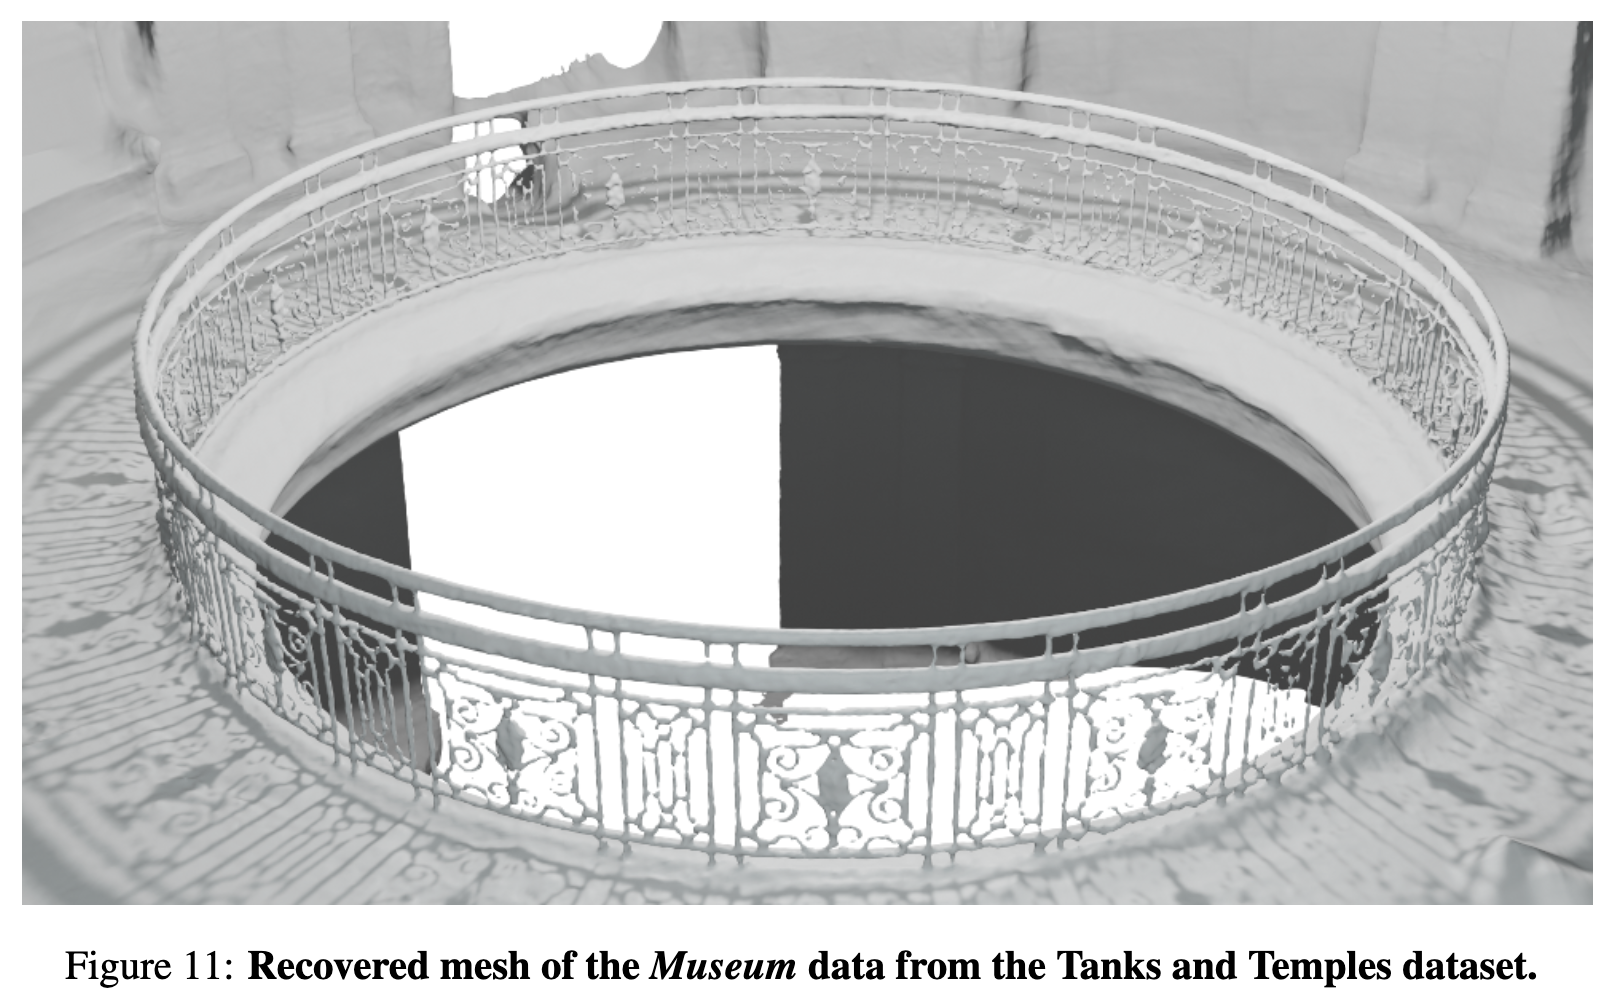 Figure 11: Recovered mesh of the Museum data from the Tanks and Temples dataset.